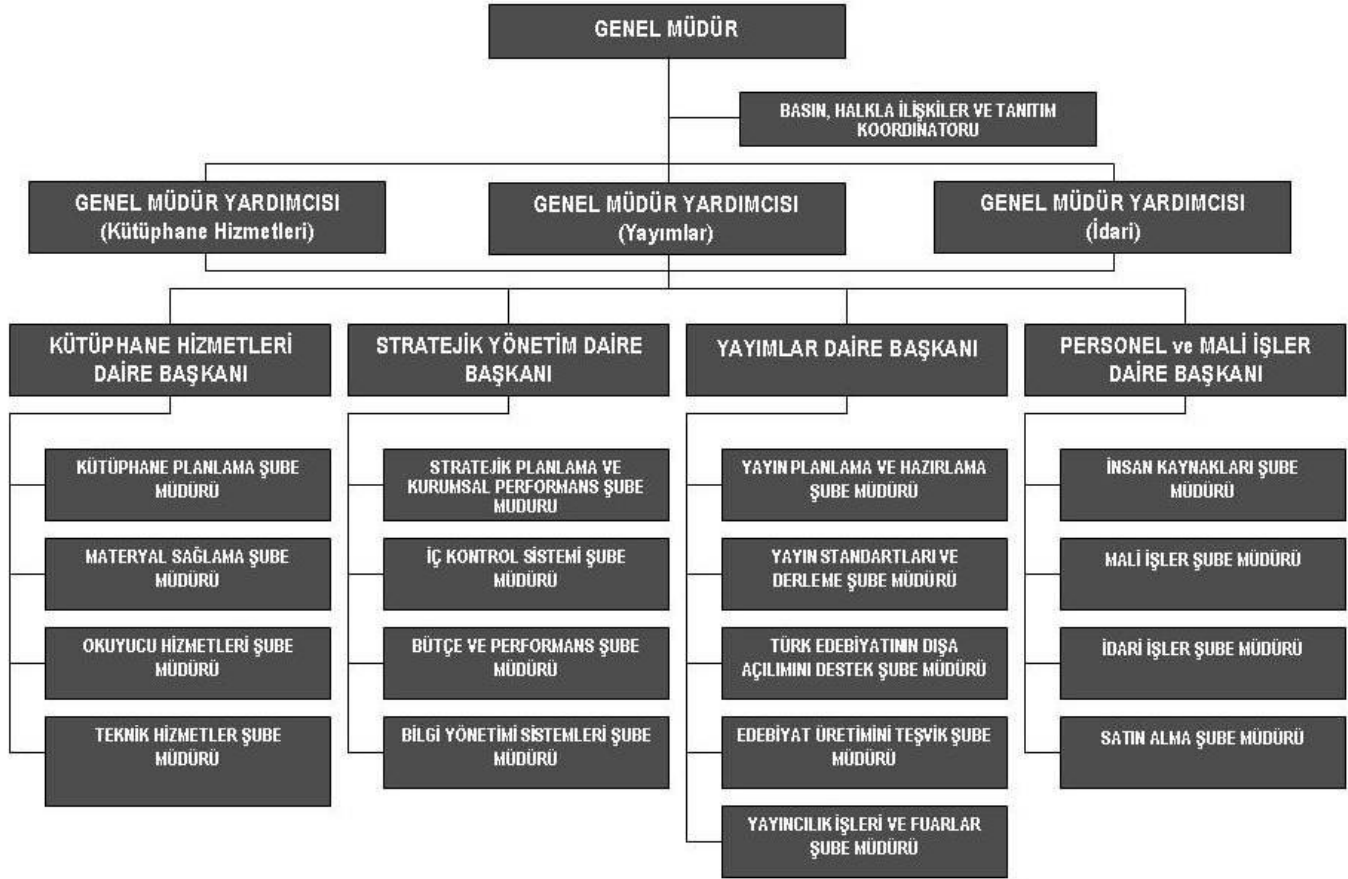 GENEL MÜDÜR
BASIN, HALKLA İLİŞKİLER VE TANITIM
KOORDİNATORU
GENEL MÜDÜR YARDIMCISI
(Kütüphane Hizmetleri)
GENEL MÜDÜR YARDIMCISI
(Yayımlar)
GENEL MÜDÜR YARDIMCISI
(İdari)
KÜTÜPHANE HİZMETLERİ
DAİRE BAŞKANI
STRATEJİK YÖNETİM DAİRE
BAŞKANI
YAYIMLAR DAİRE BAŞKANI
PERSONEL ve MALİ İŞLER
DAİRE BAŞKANI
KÜTÜPHANE PLANLAMA ŞUBE
MÜDÜRÜ
MATERYAL SAĞLAMA ŞUBE
MÜDÜRÜ
OKUYUCU HİZMETLERİ ŞUBE
MÜDÜRÜ
TEKNİK HİZMETLER ŞUBE
MÜDÜRÜ
STRATEJİK PLANLAMA VE
KURUMSAL PERFORMANS ŞUBE
MUDURU
İÇ KONTROL SİSTEMİ ŞUBE
MÜDÜRÜ
BÜTÇE VE PERFORMANS ŞUBE
MÜDÜRÜ
BİLGİ YÖNETİMİ SİSTEMLERİ ŞUBE
MÜDÜRÜ
YAYIN PLANLAMA VE HAZIRLAMA
ŞUBE MÜDÜRÜ
YAYIN STANDARTLARI VE
DERLEME ŞUBE MÜDÜRÜ
TÜRK EDEBİYATININ DIŞA
AÇILIMINI DESTEK ŞUBE MÜDÜRÜ
EDEBİYAT ÜRETİMİNİ TEŞVİK ŞUBE
MÜDÜRÜ
YAYINCILIK İŞLERİ VE FUARLAR
ŞUBE MÜDÜRÜ
İNSAN KAYNAKLARI ŞUBE
MÜDÜRÜ
MALİ İŞLER ŞUBE MÜDÜRÜ
İDARİ İŞLER ŞUBE MÜDÜRÜ
SATIN ALMA ŞUBE MÜDÜRÜ